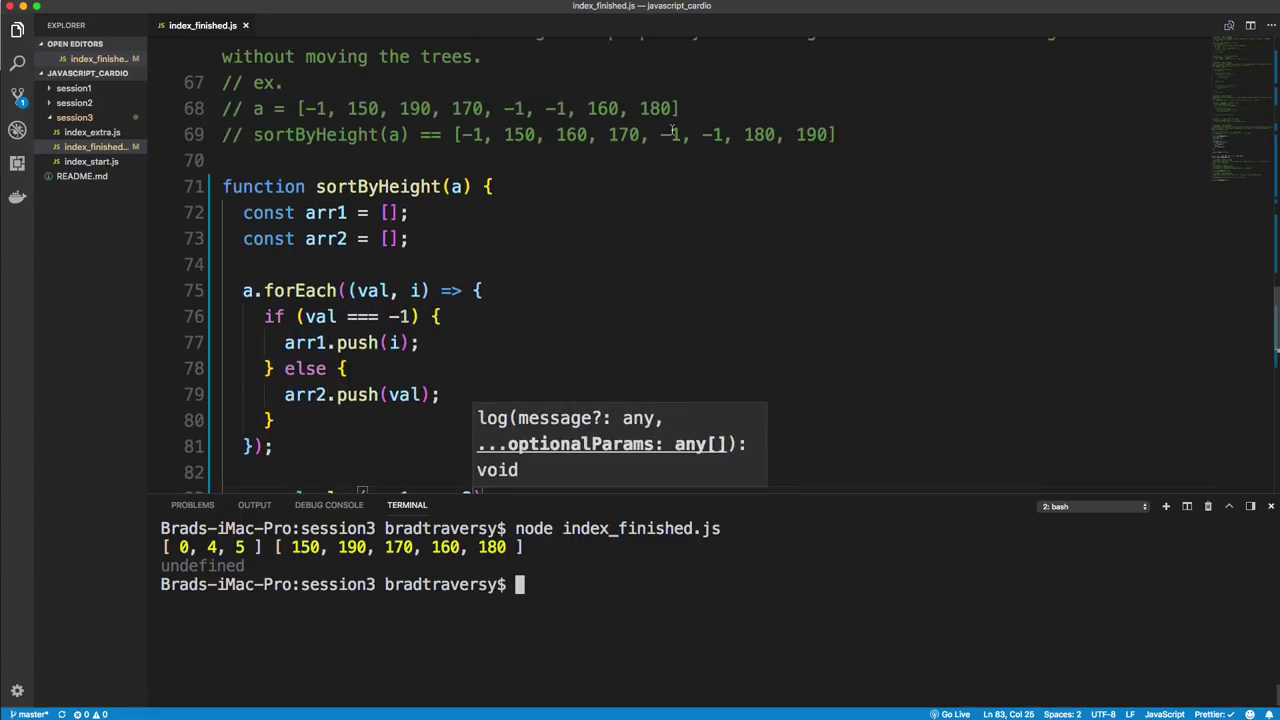 index_finished.js — javascript_cardio
EXPLORER
index_finished.js ×
OPEN EDITORS
index_finishe..
JAVASCRIPT_CARDIO
session1
session2
session3
index_extra.js
index_finished..
index_start.js
README.md
without moving the trees.
67 // ex.
68 // a = [-1, 150, 190, 170, -1, -1, 160, 180]
69 // sortByHeight(a) == [-1, 150, 160, 170, -1, -1, 180, 190]
70
71 function sortByHeight(a) {
72 const arr1 = [];
73 const arr2 = [];
74
75 a.forEach((val, i) => {
76 if (val === -1) {
77 arr1.push(i);
78 } else {
79 arr2.push(val);
80 }
81 });
82
log(message?: any,
...optionalParams: any[]):
void
PROBLEMS OUTPUT DEBUG CONSOLE TERMINAL 2: bash
Brads-iMac-Pro:session3 bradtraversy$ node index_finished.js
[ 0, 4, 5 ] [ 150, 190, 170, 160, 180 ]
undefined
Brads-iMac-Pro:session3 bradtraversy$
1
master* 0 0 Go Live Ln 83, Col 25 Spaces: 2 UTF-8 LF JavaScript Prettier: ✓